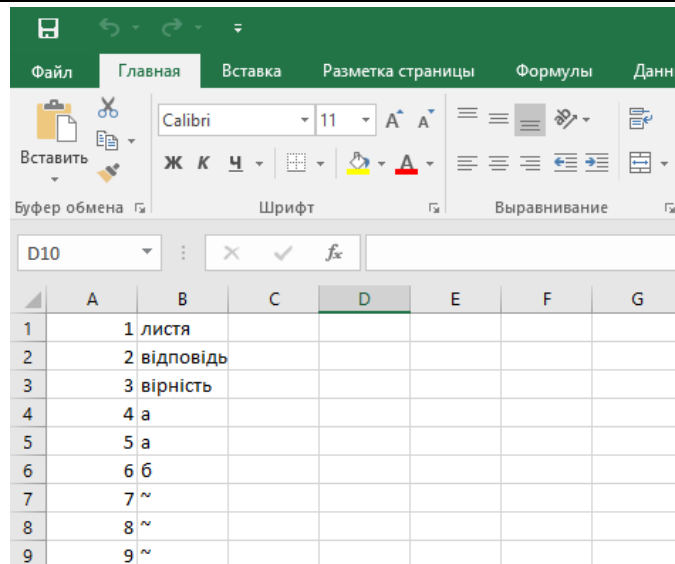 Файл Главная Вставка Разметка страницы Формулы Данн
Calibri 11 A A
Вставить
Ж К Ч А
Буфер обмена Шрифт Выравнивание
D10 fx
A B C D E F G
1 1 листя
2 2 відповідь
3 3 вірність
4 4 а
5 5 а
6 6 б
7 7 ~
8 8 ~
9 9 ~